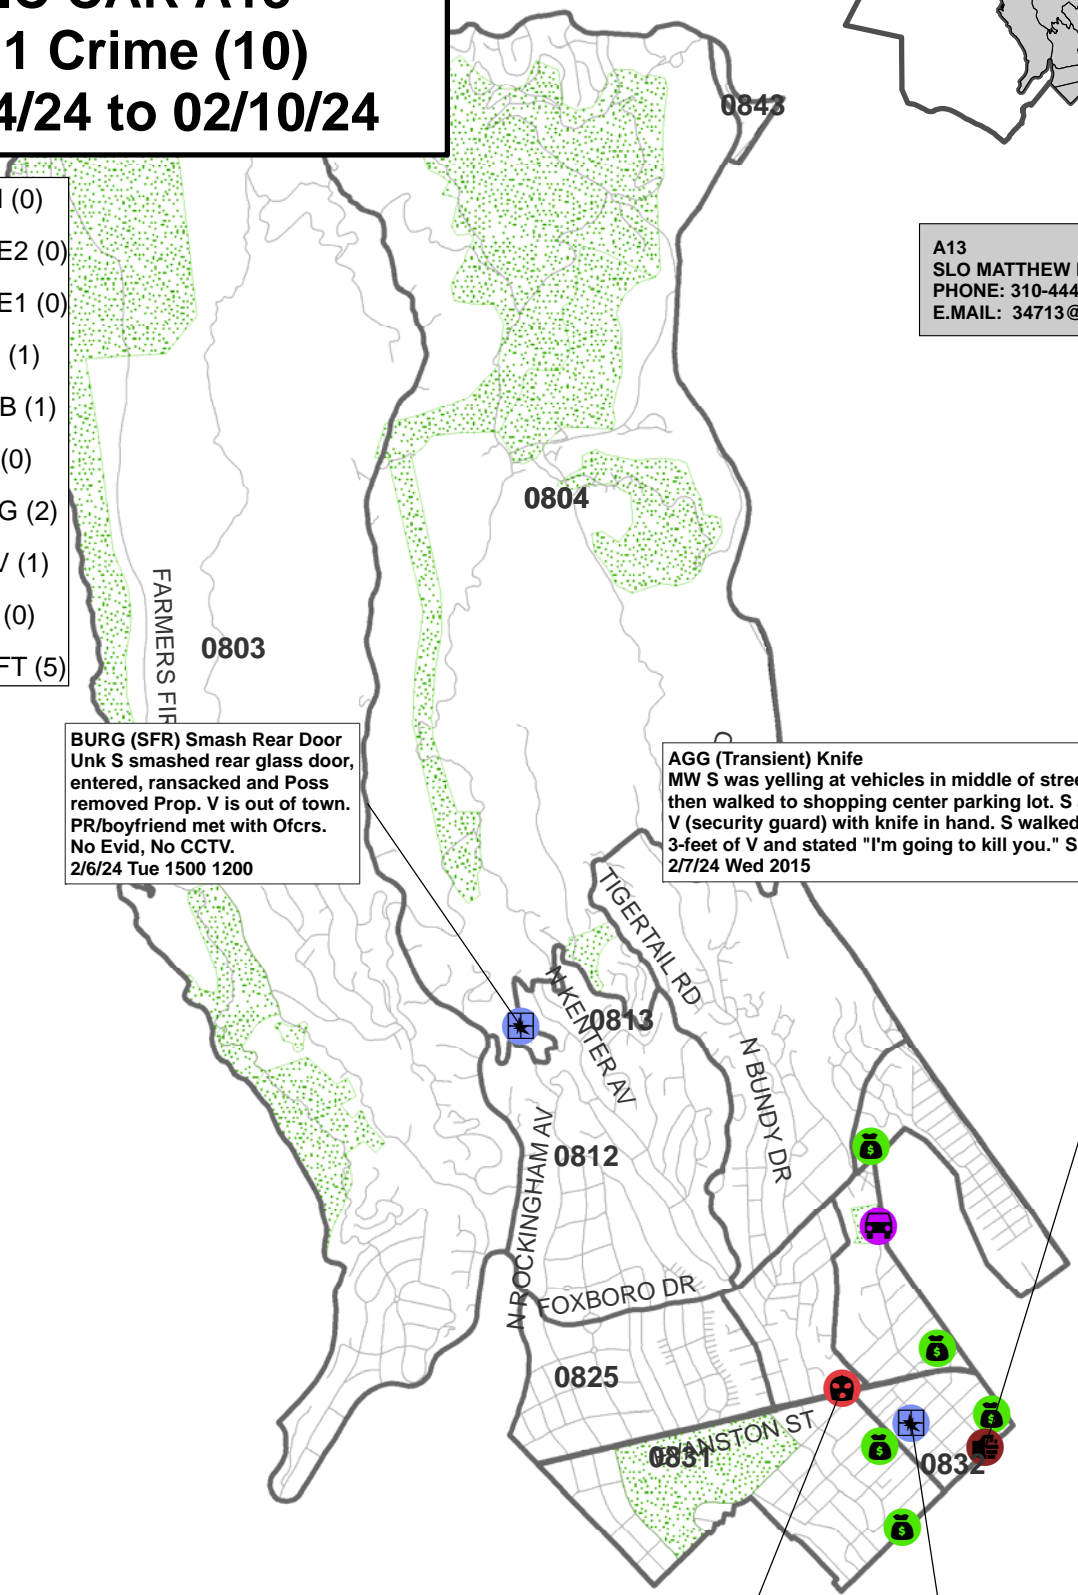 1 Crime (10)
4/24 to 02/10/24
(0)
E2 (0)
E1 (0)
(1)
B (1)
(0)
G (2)
V (1)
(0)
FT (5)
A13
SLO MATTHEW
PHONE: 310-444
E.MAIL: 34713@
0843
0804
0803
FARMERS FIR
BURG (SFR) Smash Rear Door
Unk S smashed rear glass door,
entered, ransacked and Poss
removed Prop. V is out of town.
PR/boyfriend met with Ofcrs.
No Evid, No CCTV.
2/6/24 Tue 1500 1200
AGG (Transient) Knife
MW S was yelling at vehicles in middle of stree
then walked to shopping center parking lot. S
V (security guard) with knife in hand. S walked
3-feet of V and stated "I'm going to kill you." S
2/7/24 Wed 2015
TIGERTAIL RD
N KENTER AV
0813
N BUNDY DR
0812
N ROCKINGHAM AV
FOXBORO DR
0825
EVANSTON ST
0831
0832